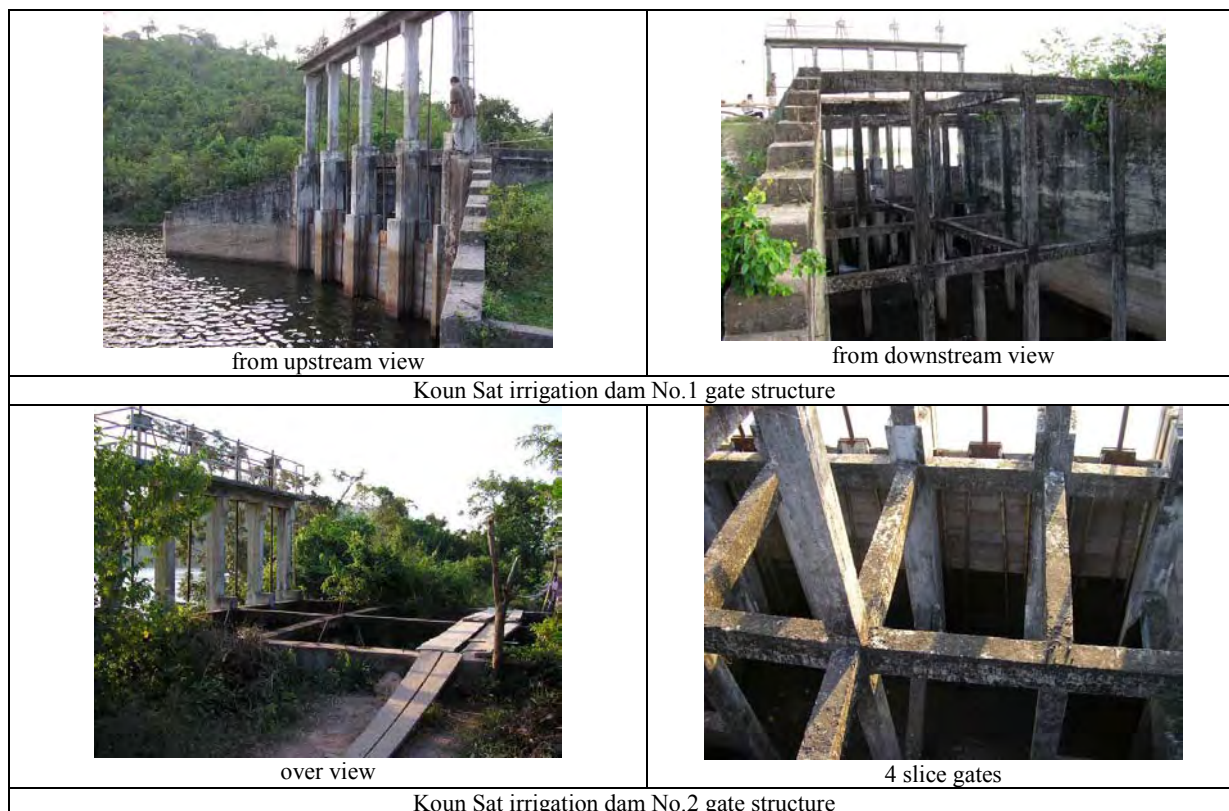 from upstream view
from downstream view
Koun Sat irrigation dam No.1 gate structure
over view
4 slice gates
Koun Sat irrigation dam No.2 gate structure